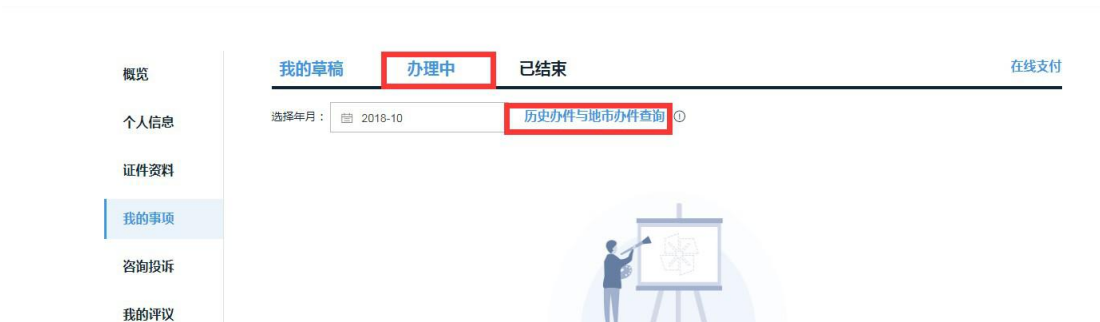 概览
个人信息
证件资料
我的事项
咨询投诉
我的评议
我的草稿 办理中 已结束 在线支付
选择年月： 2018-10 历史办件与地市办件查询